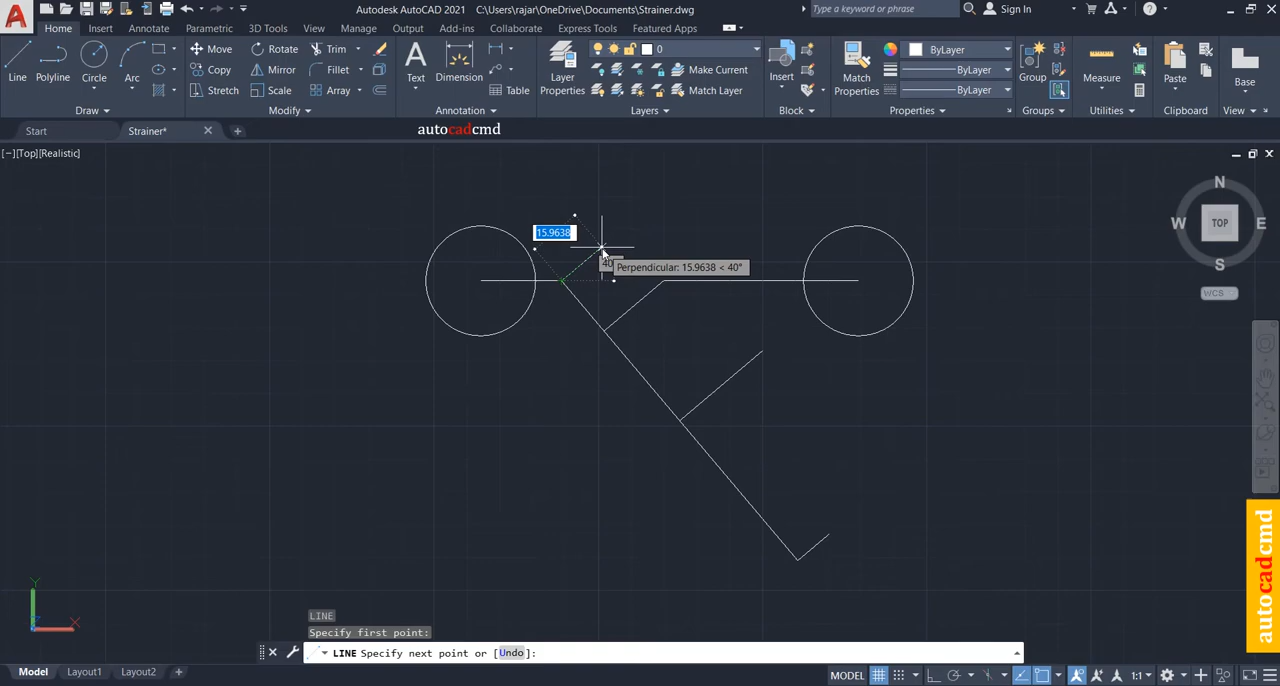 Autodesk AutoCAD 2021 C:\Users\rajar\OneDrive\Documents\Strainer.dwg
Type a keyword or phrase
Sign In
Home Insert Annotate Parametric 3D Tools View Manage Output Add-ins Collaborate Express Tools Featured Apps
Line Polyline Circle Arc
Move Rotate Trim
Copy Mirror Fillet
Stretch Scale Array
Text Dimension Table
Layer Properties 0
Make Current
Match Layer
Insert
Match Properties
ByLayer
ByLayer
ByLayer
Group
Measure
Paste
Base
Draw Modify Annotation Layers Block Properties Groups Utilities Clipboard View
Start Strainer*
autocadcmd
[−][Top][Realistic]
N
W TOP E
S
WCS
15.9638
40
Perpendicular: 15.9638 < 40°
autocadcmd
Y
X
LINE
Specify first point:
LINE Specify next point or [Undo]:
Model Layout1 Layout2 +
MODEL 1:1